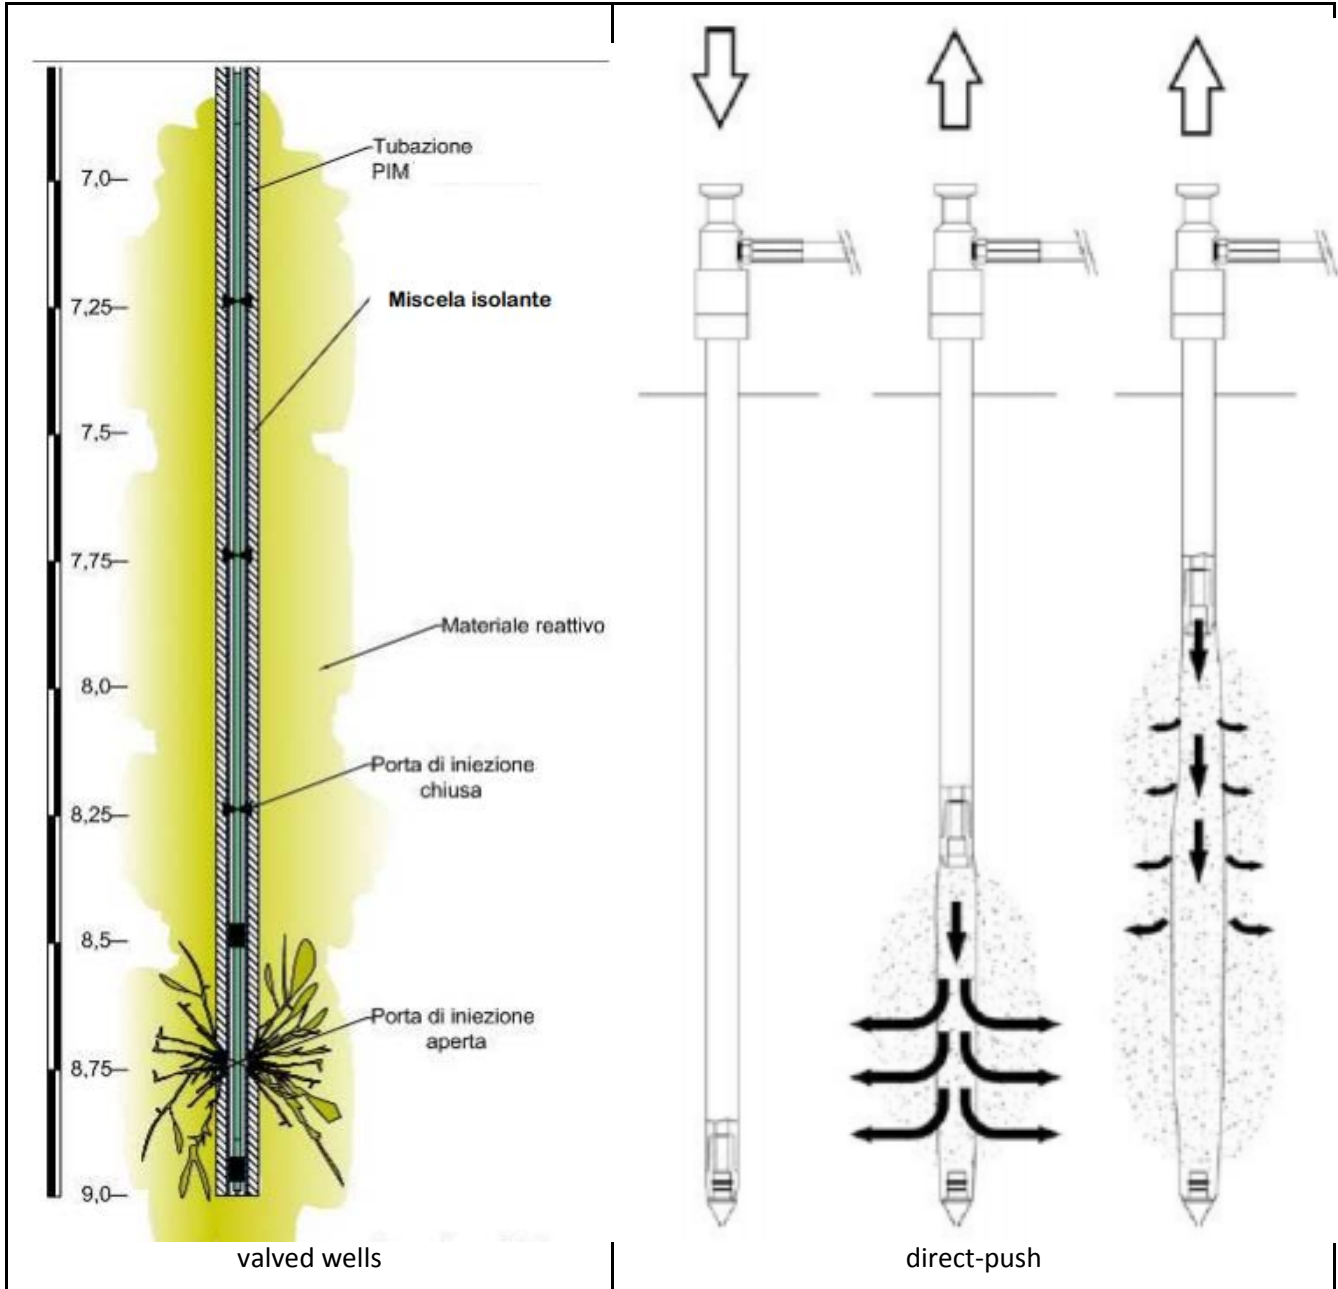 Tubazione
PIM
7,0
7,25
Miscela isolante
7,5
7,75
Materiale reattivo
8,0
Porta di iniezione
chiusa
8,25
8,5
Porta di iniezione
aperta
8,75
9,0
valved wells
direct-push